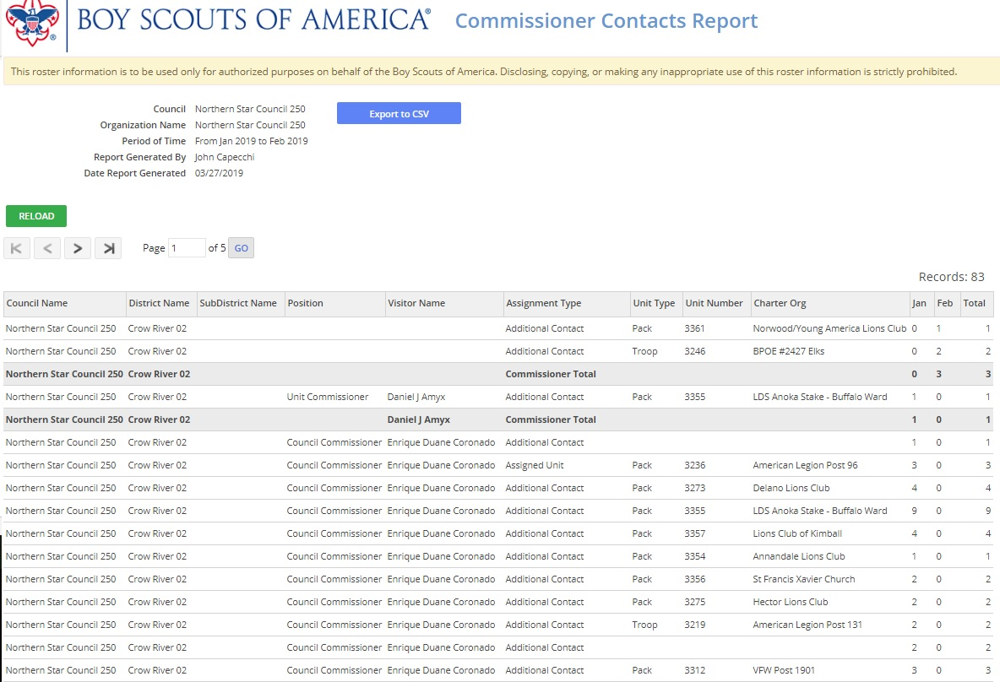 BOY SCOUTS OF AMERICA® Commissioner Contacts Report
This roster information is to be used only for authorized purposes on behalf of the Boy Scouts of America. Disclosing, copying, or making any inappropriate use of this roster information is strictly prohibited.
Council Northern Star Council 250
Export to CSV
Organization Name Northern Star Council 250
Period of Time From Jan 2019 to Feb 2019
Report Generated By John Capecchi
Date Report Generated 03/27/2019
RELOAD
Page 1 of 5 GO
Records: 83
Council Name District Name SubDistrict Name Position Visitor Name Assignment Type Unit Type Unit Number Charter Org Jan Feb Total
Northern Star Council 250 Crow River 02 Additional Contact Pack 3361 Norwood/Young America Lions Club 0 1 1
Northern Star Council 250 Crow River 02 Additional Contact Troop 3246 BPOE #2427 Elks 0 2 2
Northern Star Council 250 Crow River 02 Commissioner Total 0 3 3
Northern Star Council 250 Crow River 02 Unit Commissioner Daniel J Amyx Additional Contact Pack 3355 LDS Anoka Stake - Buffalo Ward 1 0 1
Northern Star Council 250 Crow River 02 Daniel J Amyx Commissioner Total 1 0 1
Northern Star Council 250 Crow River 02 Council Commissioner Enrique Duane Coronado Additional Contact 1 0 1
Northern Star Council 250 Crow River 02 Council Commissioner Enrique Duane Coronado Assigned Unit Pack 3236 American Legion Post 96 3 0 3
Northern Star Council 250 Crow River 02 Council Commissioner Enrique Duane Coronado Additional Contact Pack 3273 Delano Lions Club 4 0 4
Northern Star Council 250 Crow River 02 Council Commissioner Enrique Duane Coronado Additional Contact Pack 3355 LDS Anoka Stake - Buffalo Ward 9 0 9
Northern Star Council 250 Crow River 02 Council Commissioner Enrique Duane Coronado Additional Contact Pack 3357 Lions Club of Kimball 4 0 4
Northern Star Council 250 Crow River 02 Council Commissioner Enrique Duane Coronado Additional Contact Pack 3354 Annandale Lions Club 1 0 1
Northern Star Council 250 Crow River 02 Council Commissioner Enrique Duane Coronado Additional Contact Pack 3356 St Francis Xavier Church 2 0 2
Northern Star Council 250 Crow River 02 Council Commissioner Enrique Duane Coronado Additional Contact Pack 3275 Hector Lions Club 2 0 2
Northern Star Council 250 Crow River 02 Council Commissioner Enrique Duane Coronado Additional Contact Troop 3219 American Legion Post 131 2 0 2
Northern Star Council 250 Crow River 02 Council Commissioner Enrique Duane Coronado Additional Contact 2 0 2
Northern Star Council 250 Crow River 02 Council Commissioner Enrique Duane Coronado Additional Contact Pack 3312 VFW Post 1901 3 0 3